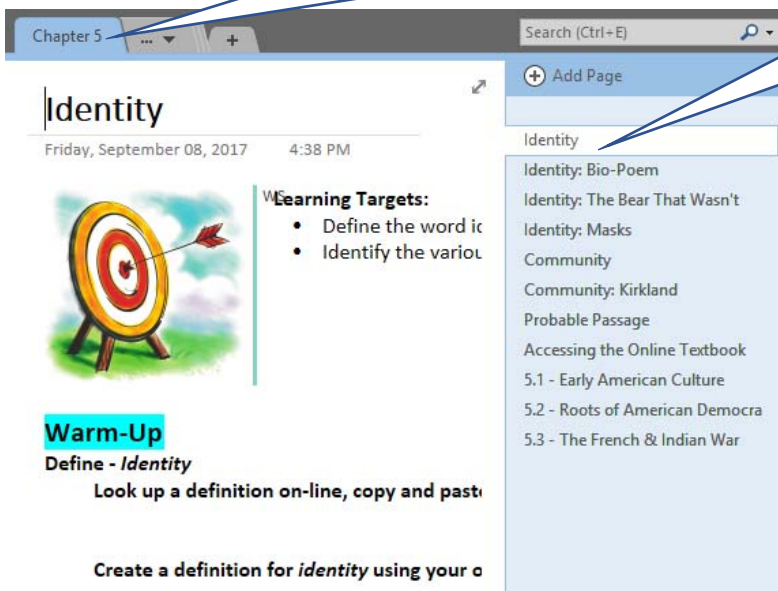 Chapter 5
...
+
Search (Ctrl+E)
Identity
Friday, September 08, 2017 4:38 PM
WS
Learning Targets:
• Define the word
• Identify the
Warm-Up
Define - Identity
Look up a definition on-line, copy and
Create a definition for identity using your
Add Page
Identity
Identity: Bio-Poem
Identity: The Bear That Wasn't
Identity: Masks
Community
Community: Kirkland
Probable Passage
Accessing the Online Textbook
5.1 - Early American Culture
5.2 - Roots of American Democra
5.3 - The French & Indian War